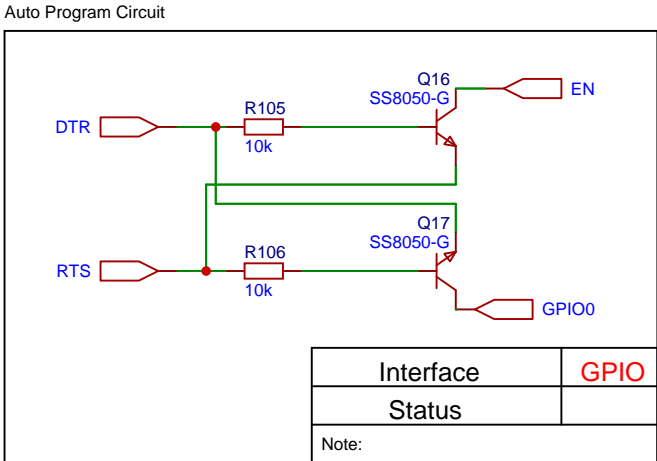 Auto Program Circuit
Q16
SS8050-G
EN
R105
DTR
10k
Q17
SS8050-G
R106
RTS
10k
GPIO0
Interface GPIO
Status
Note: